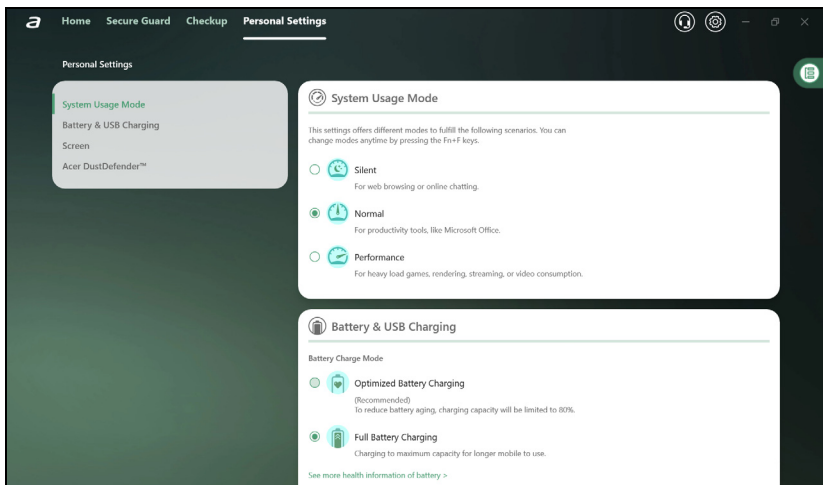 Home Secure Guard Checkup Personal Settings
Personal Settings
System Usage Mode
Battery & USB Charging
Screen
Acer DustDefender™
System Usage Mode
This settings offers different modes to fulfill the following scenarios. You can
change modes anytime by pressing the Fn+F keys.
Silent
For web browsing or online chatting.
Normal
For productivity tools, like Microsoft Office.
Performance
For heavy load games, rendering, streaming, or video consumption.
Battery & USB Charging
Battery Charge Mode
Optimized Battery Charging
(Recommended)
To reduce battery aging, charging capacity will be limited to 80%.
Full Battery Charging
Charging to maximum capacity for longer mobile to use.
See more health information of battery >